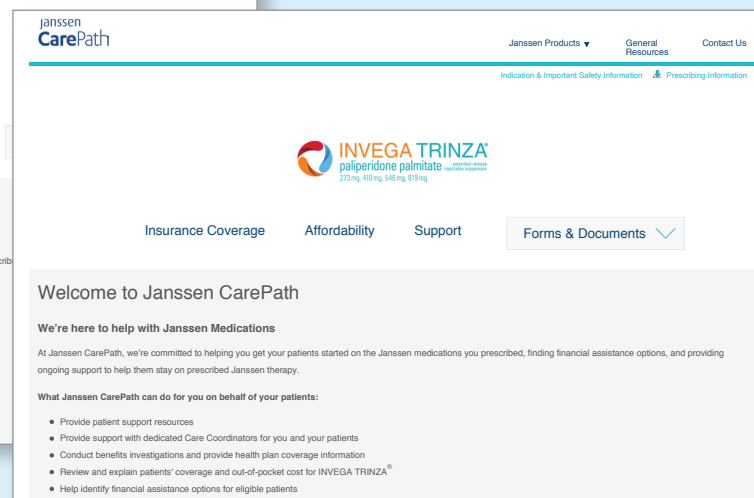 Janssen
CarePath
Janssen Products ▼
General
Resources
Contact Us
Indication & Important Safety Information
Prescribing Information
INVEGA TRINZA®
paliperidone palmitate extended-release
injectable suspension
273 mg, 410 mg, 546 mg, 819 mg
Insurance Coverage
Affordability
Support
Forms & Documents
Welcome to Janssen CarePath
We're here to help with Janssen Medications
At Janssen CarePath, we're committed to helping you get your patients started on the Janssen medications you prescribed, finding financial assistance options, and providing
ongoing support to help them stay on prescribed Janssen therapy.
What Janssen CarePath can do for you on behalf of your patients:
● Provide patient support resources
● Provide support with dedicated Care Coordinators for you and your patients
● Conduct benefits investigations and provide health plan coverage information
● Review and explain patients' coverage and out-of-pocket cost for INVEGA TRINZA®
● Help identify financial assistance options for eligible patients